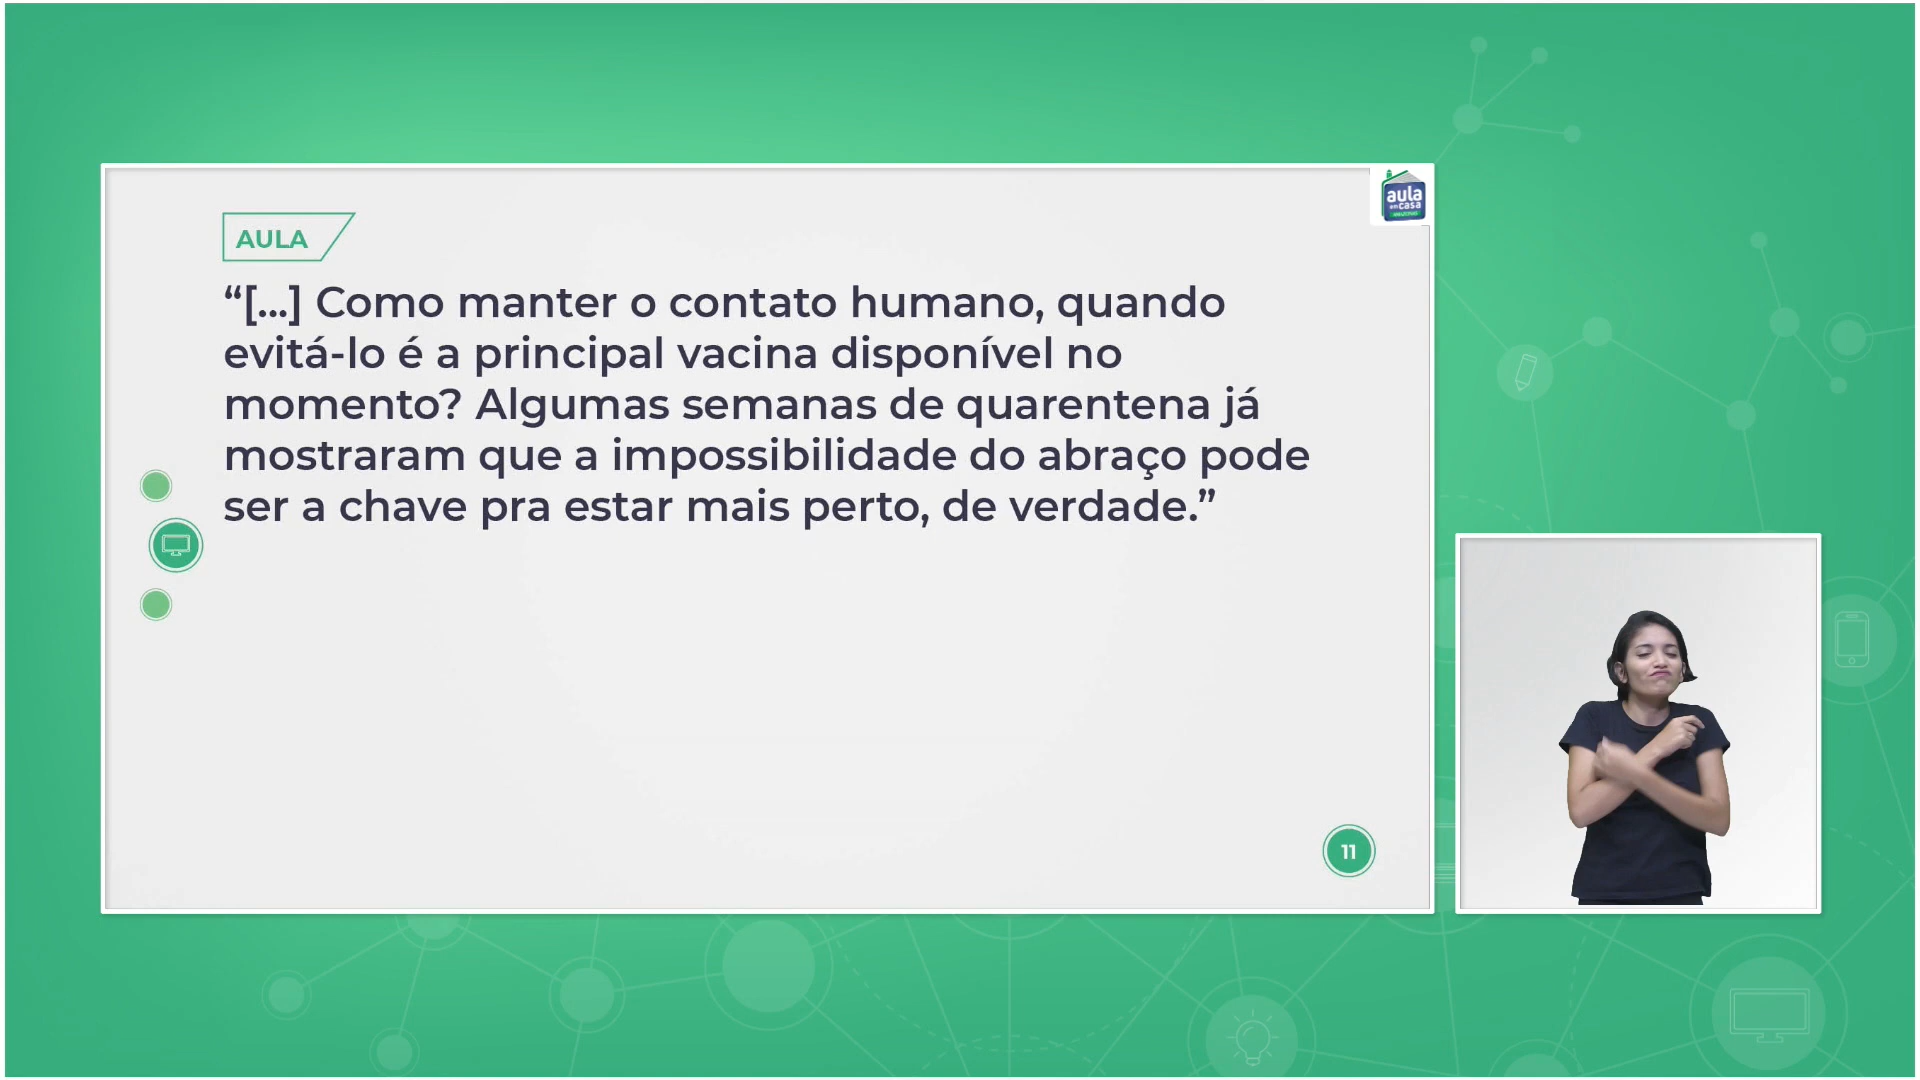 aula
em casa
AULA
“[...] Como manter o contato humano, quando
evitá-lo é a principal vacina disponível no
momento? Algumas semanas de quarentena já
mostraram que a impossibilidade do abraço pode
ser a chave pra estar mais perto, de verdade.”
11